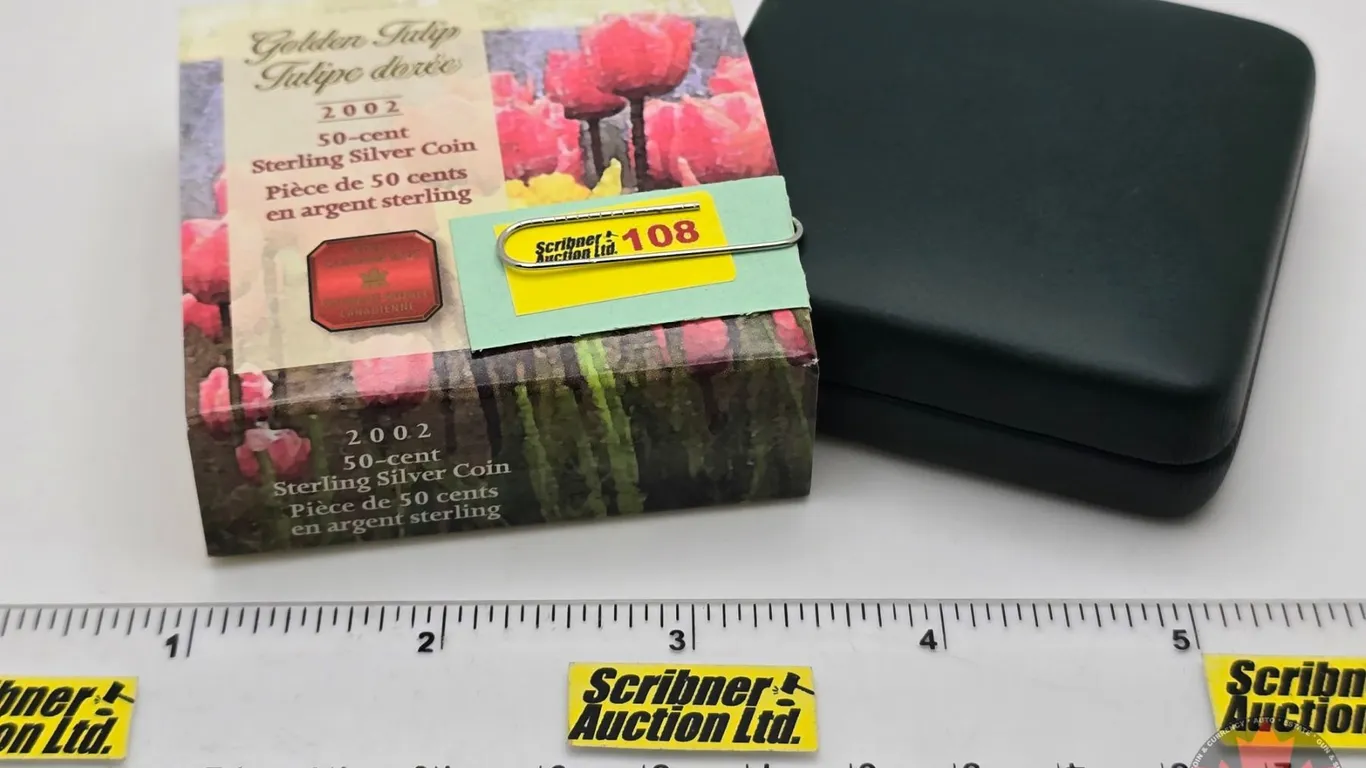 Golden Tulip
Tulipe dorée
2002
50-cent
Sterling Silver Coin
Pièce de 50 cents
en argent sterling
CANADIENNE
Scribner
Auction Ltd.
108
2002
50-cent
Sterling Silver Coin
Pièce de 50 cents
en argent sterling
1
2
3
4
5
Scribner
Auction Ltd.
Scribner
Auction Ltd.